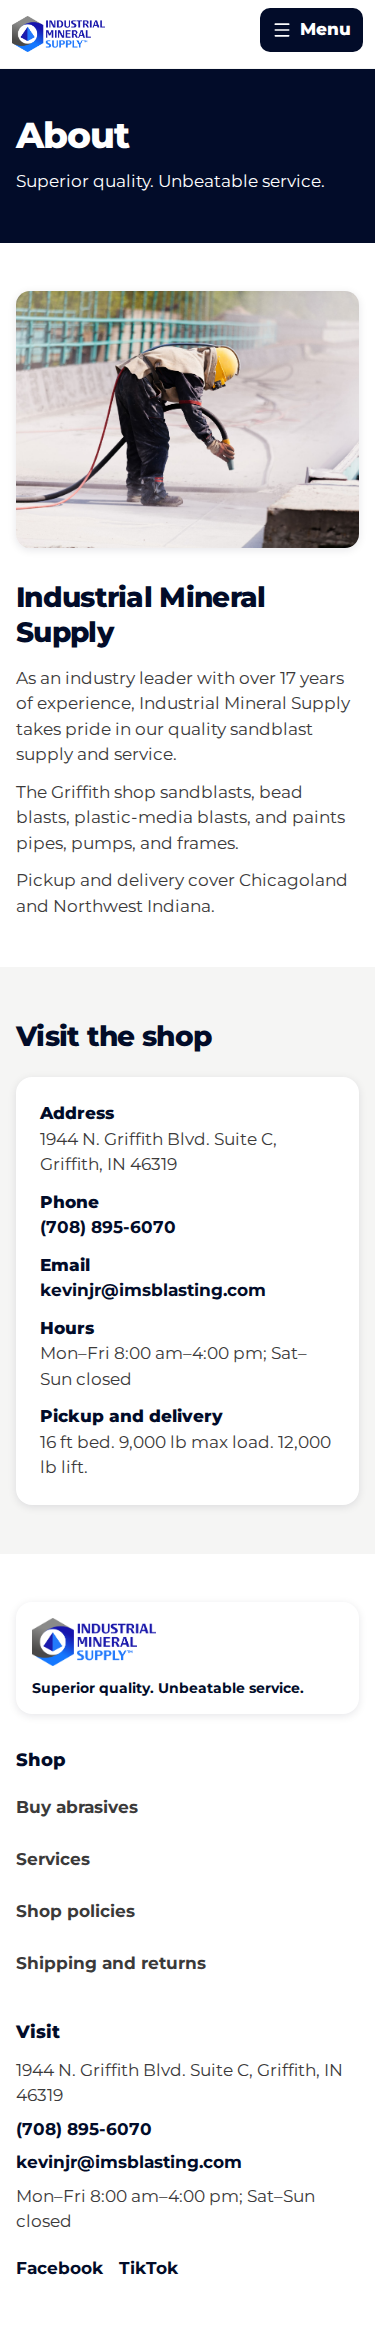 INDUSTRIAL
MINERAL
SUPPLY™
Menu
About
Superior quality. Unbeatable service.
Industrial Mineral
Supply
As an industry leader with over 17 years
of experience, Industrial Mineral Supply
takes pride in our quality sandblast
supply and service.
The Griffith shop sandblasts, bead
blasts, plastic-media blasts, and paints
pipes, pumps, and frames.
Pickup and delivery cover Chicagoland
and Northwest Indiana.
Visit the shop
Address
1944 N. Griffith Blvd. Suite C,
Griffith, IN 46319
Phone
(708) 895-6070
Email
kevinjr@imsblasting.com
Hours
Mon–Fri 8:00 am–4:00 pm; Sat–
Sun closed
Pickup and delivery
16 ft bed. 9,000 lb max load. 12,000
lb lift.
INDUSTRIAL
MINERAL
SUPPLY™
Superior quality. Unbeatable service.
Shop
Buy abrasives
Services
Shop policies
Shipping and returns
Visit
1944 N. Griffith Blvd. Suite C, Griffith, IN
46319
(708) 895-6070
kevinjr@imsblasting.com
Mon–Fri 8:00 am–4:00 pm; Sat–Sun
closed
Facebook TikTok